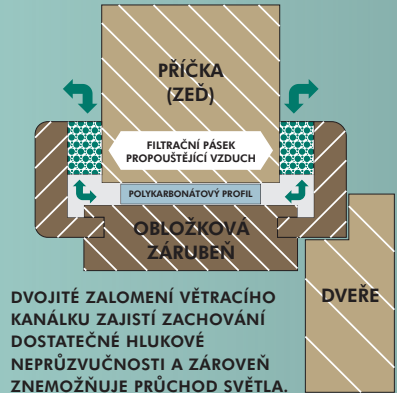 PŘÍČKA
(ZEĎ)
FILTRAČNÍ PÁSEK
PROPOUŠTĚJÍCÍ VZDUCH
POLYKARBONÁTOVÝ PROFIL
OBLOŽKOVÁ
ZÁRUBEŇ
DVEŘE
DVOJITÉ ZALOMENÍ VĚTRACÍHO
KANÁLKU ZAJISTÍ ZACHOVÁNÍ
DOSTATEČNÉ HLUKOVÉ
NEPRŮZVUČNOSTI A ZÁROVEŇ
ZNEMOŽŇUJE PRŮCHOD SVĚTLA.